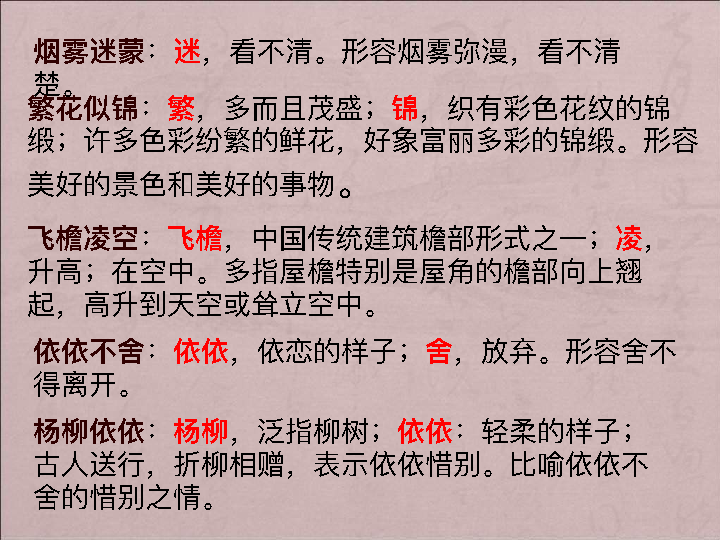 烟雾迷蒙：迷，看不清。形容烟雾弥漫，看不清
楚。
繁花似锦：繁，多而且茂盛；锦，织有彩色花纹的锦
缎；许多色彩纷繁的鲜花，好象富丽多彩的锦缎。形容
美好的景色和美好的事物。
飞檐凌空：飞檐，中国传统建筑檐部形式之一；凌，
升高；在空中。多指屋檐特别是屋角的檐部向上翘
起，高升到天空或耸立空中。
依依不舍：依依，依恋的样子；舍，放弃。形容舍不
得离开。
杨柳依依：杨柳，泛指柳树；依依：轻柔的样子；
古人送行，折柳相赠，表示依依惜别。比喻依依不
舍的惜别之情。